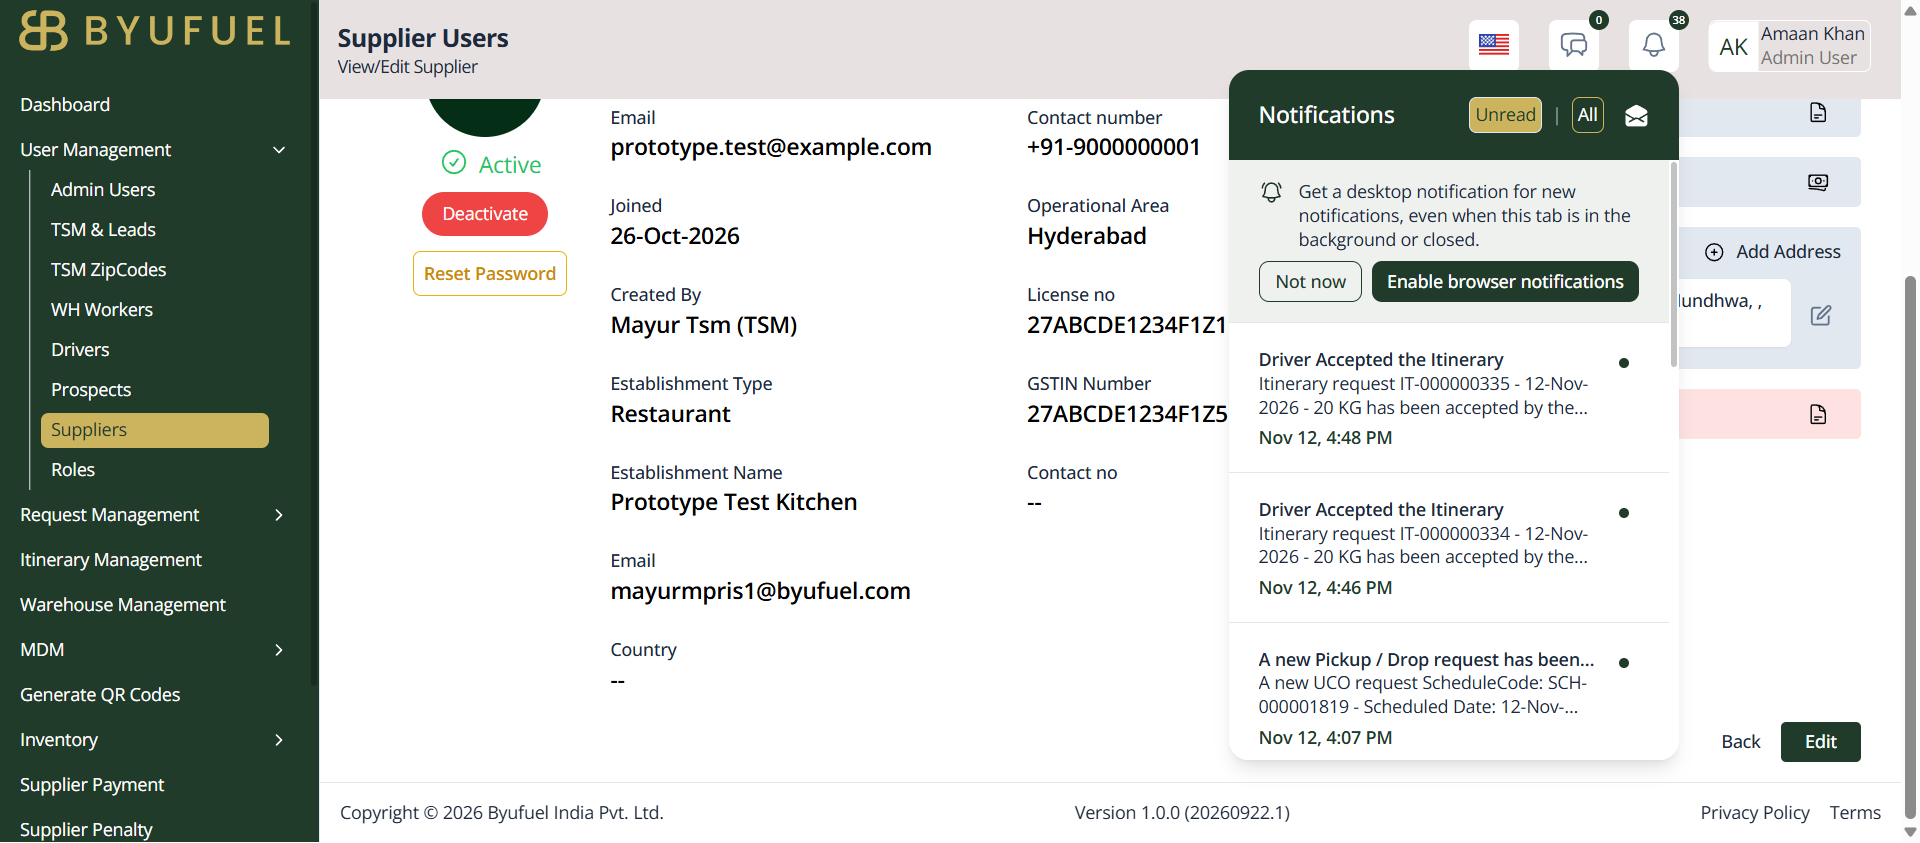 BYUFUEL
Dashboard
User Management
Admin Users
TSM & Leads
TSM ZipCodes
WH Workers
Drivers
Prospects
Suppliers
Roles
Request Management
Itinerary Management
Warehouse Management
MDM
Generate QR Codes
Inventory
Supplier Payment
Supplier Penalty
Supplier Users
View/Edit Supplier
0
38
AK
Amaan Khan
Admin User
Active
Deactivate
Reset Password
Email
prototype.test@example.com
Joined
26-Oct-2026
Created By
Mayur Tsm (TSM)
Establishment Type
Restaurant
Establishment Name
Prototype Test Kitchen
Email
mayurmpris1@byufuel.com
Country
--
Contact number
+91-9000000001
Operational Area
Hyderabad
License no
27ABCDE1234F1Z1
GSTIN Number
27ABCDE1234F1Z5
Contact no
--
Notifications
Unread | All
Get a desktop notification for new
notifications, even when this tab is in the
background or closed.
Not now
Enable browser notifications
Driver Accepted the Itinerary
Itinerary request IT-000000335 - 12-Nov-
2026 - 20 KG has been accepted by the...
Nov 12, 4:48 PM
Driver Accepted the Itinerary
Itinerary request IT-000000334 - 12-Nov-
2026 - 20 KG has been accepted by the...
Nov 12, 4:46 PM
A new Pickup / Drop request has been...
A new UCO request ScheduleCode: SCH-
000001819 - Scheduled Date: 12-Nov-...
Nov 12, 4:07 PM
Add Address
Back
Edit
Copyright © 2026 Byufuel India Pvt. Ltd.
Version 1.0.0 (20260922.1)
Privacy Policy
Terms